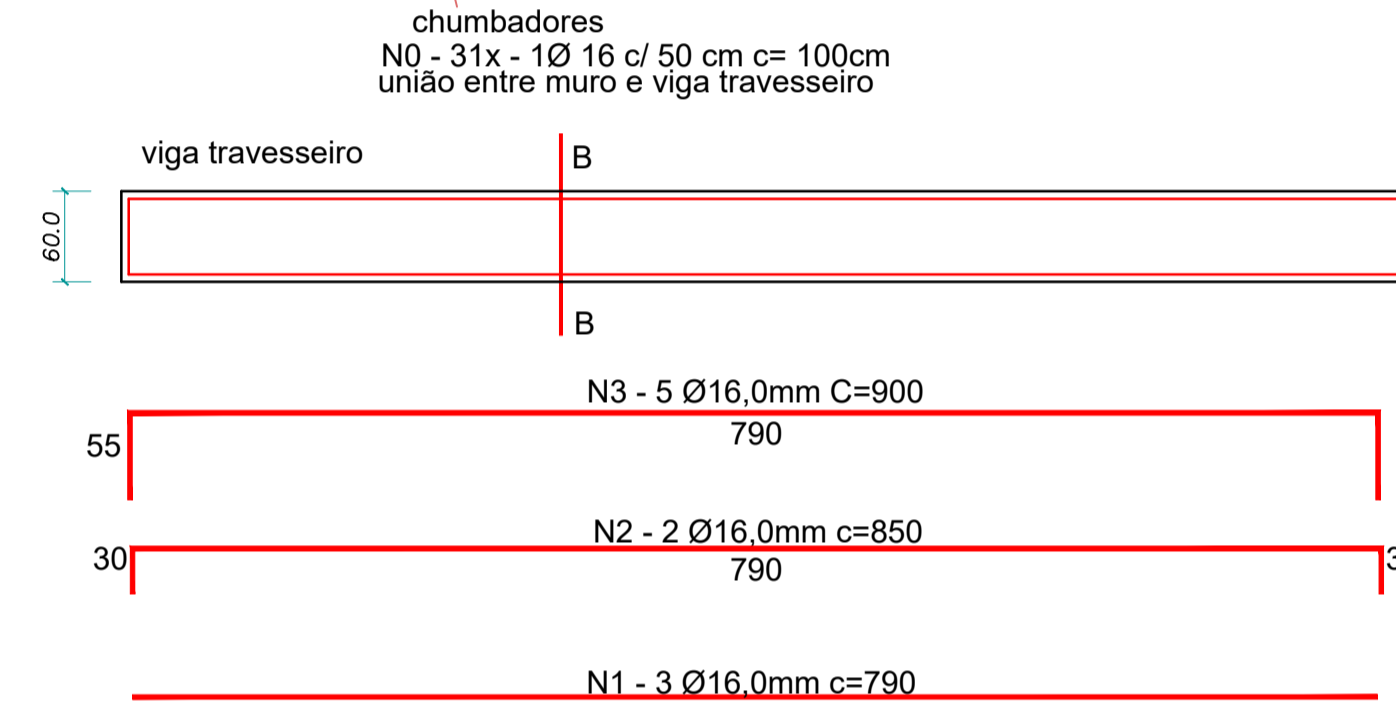 chumbadores
N0 - 31x - 1Ø 16 c/ 50 cm c= 100cm
união entre muro e viga travesseiro
viga travesseiro
B
60.0
B
N3 - 5 Ø16,0mm C=900
790
55
N2 - 2 Ø16,0mm c=850
30
790
N1 - 3 Ø16,0mm c=790